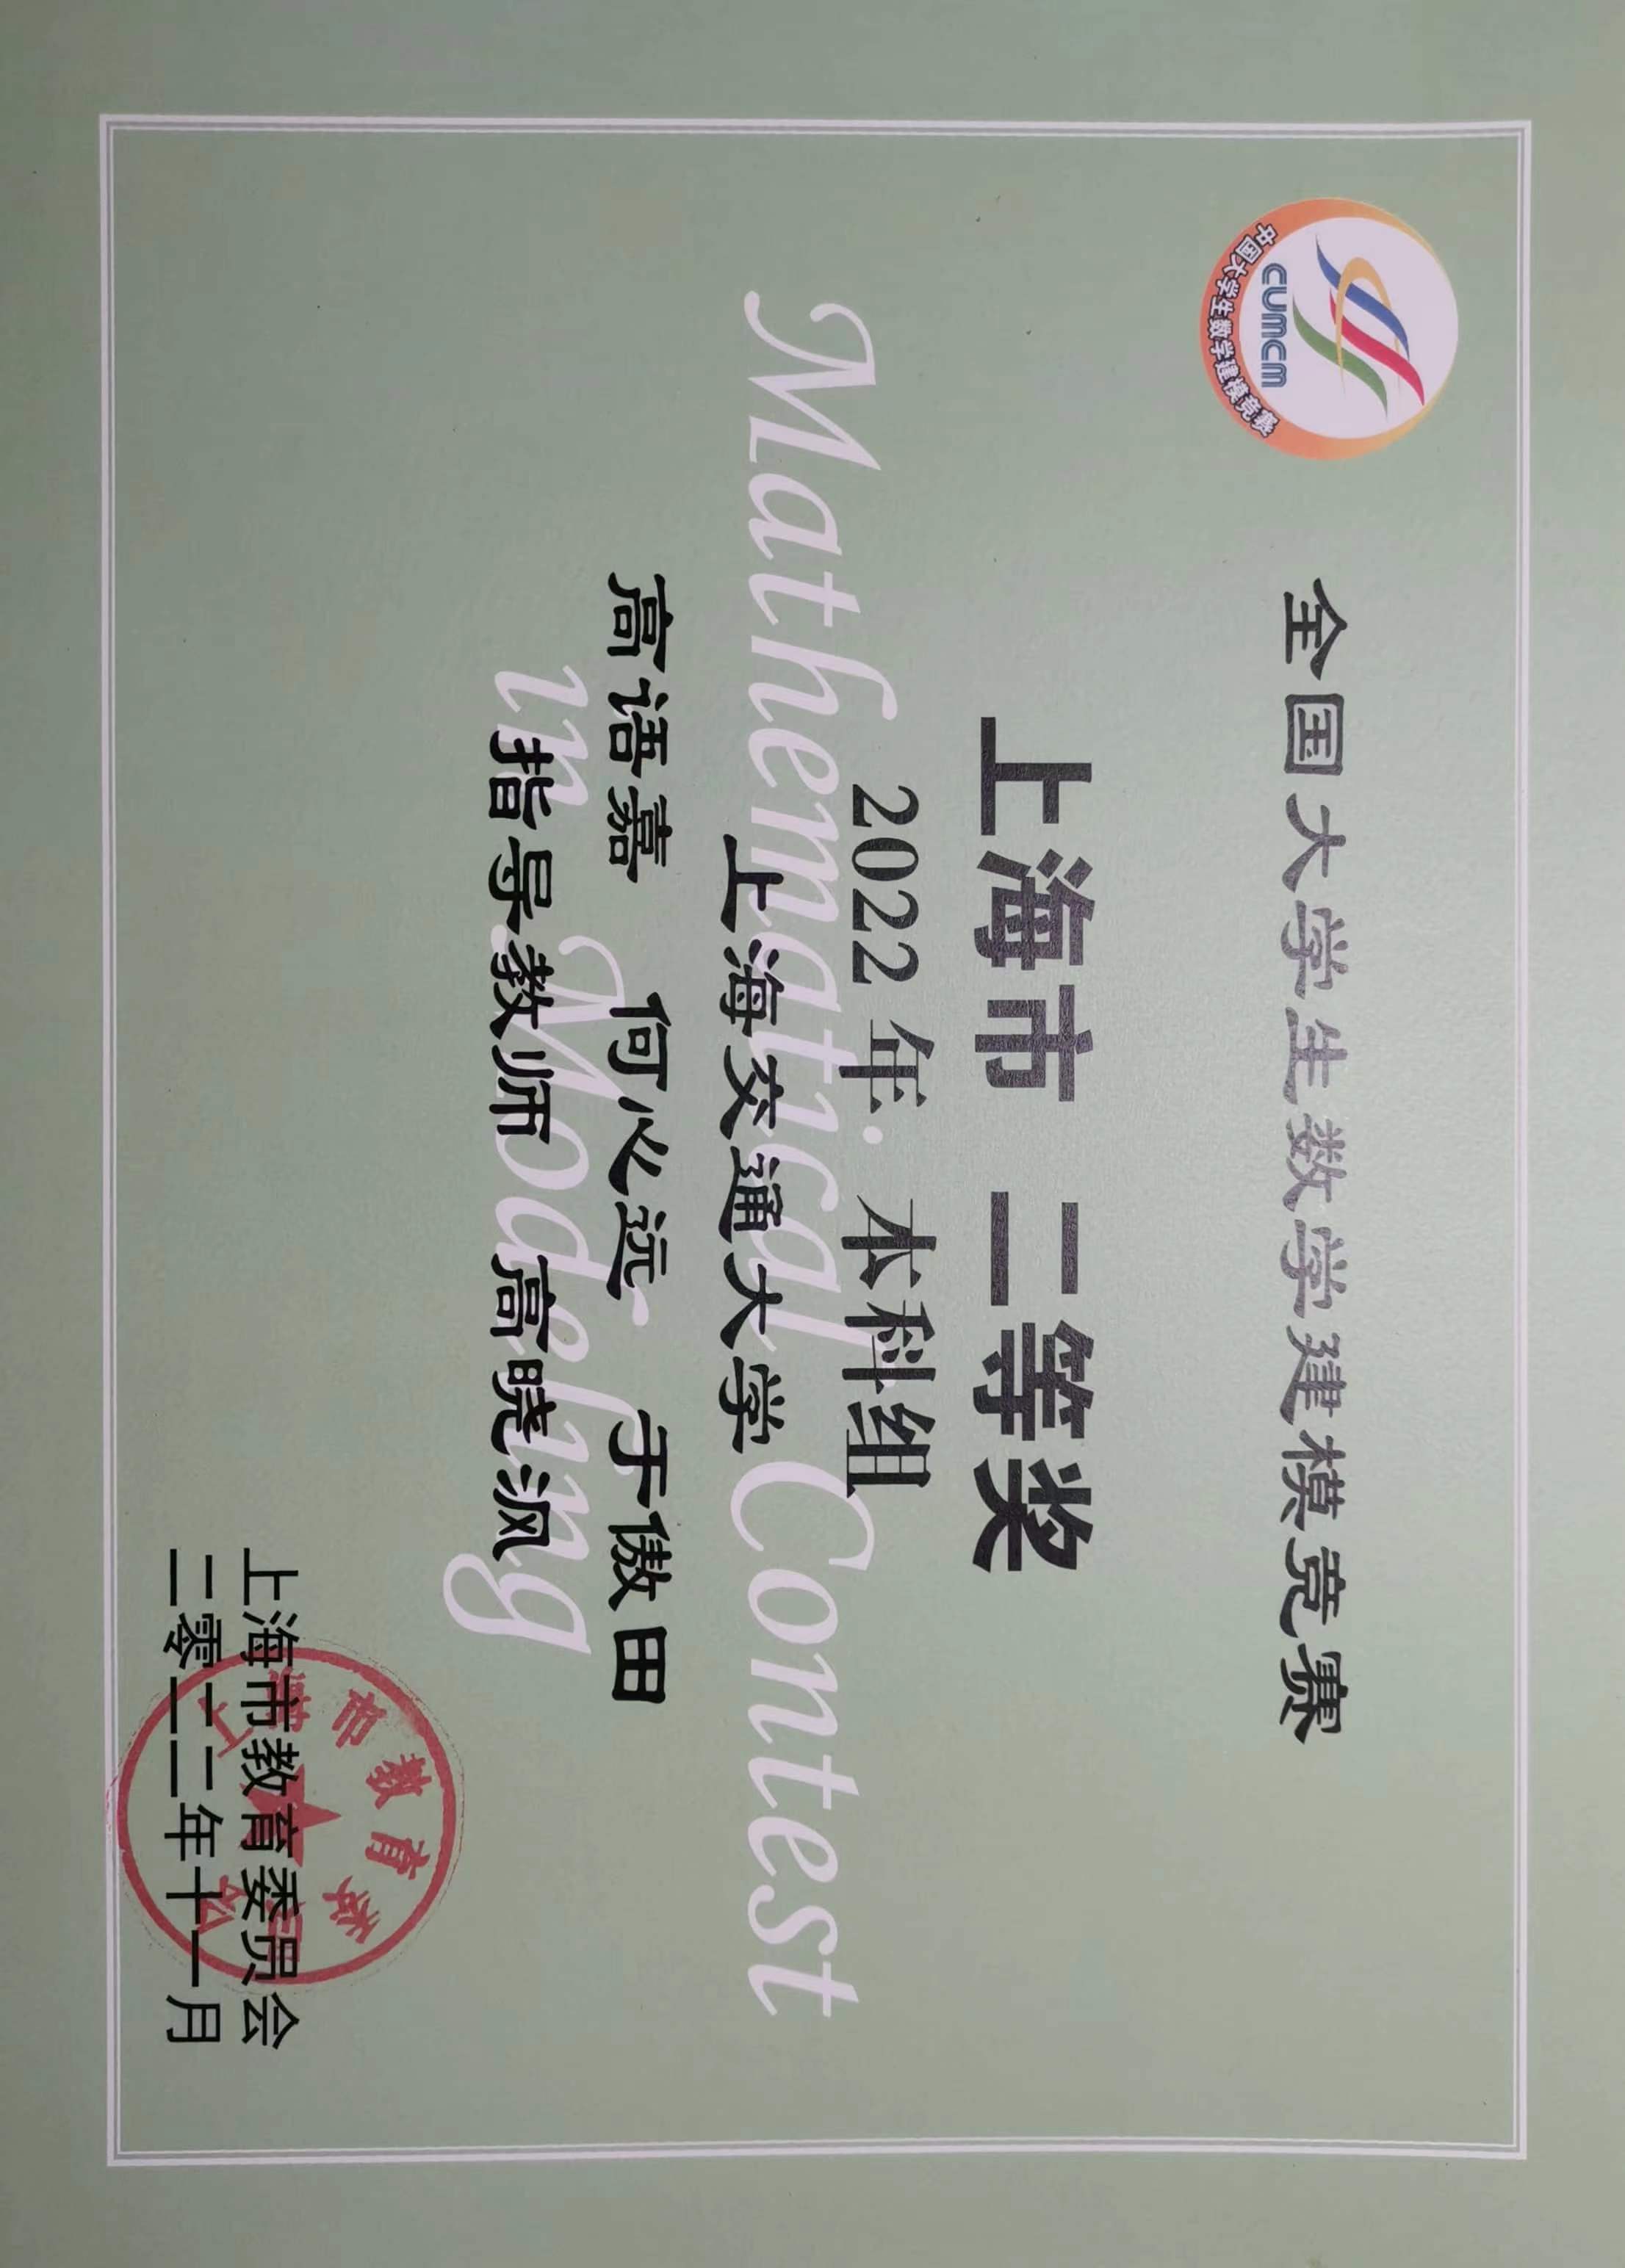 CUMCM
中国大学生数学建模竞赛
全国大学生数学建模竞赛
上海市 二等奖
2022 年 本科组
Mathematical Contest
上海交通大学
高语嘉 何心远 于傲田
in Modeling
指导教师 高晓沨
上海市教育委员会
上海市教育委员会
二零二二年十一月